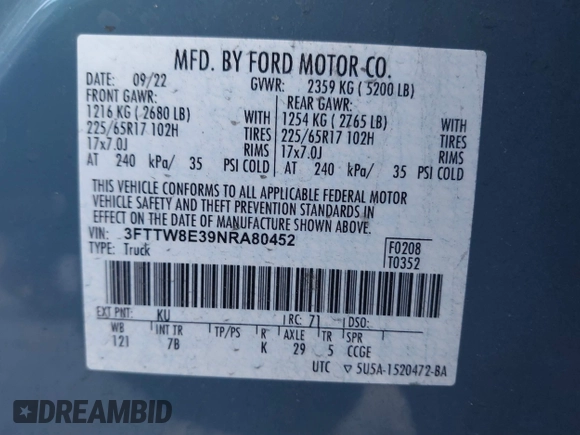 MFD. BY FORD MOTOR CO.
DATE: 09/22 GVWR: 2359 KG ( 5200 LB)
FRONT GAWR: REAR GAWR:
1216 KG ( 2680 LB) 1254 KG ( 2765 LB)
225/65R17 102H TIRES 225/65R17 102H TIRES
17x7.0J RIMS 17x7.0J RIMS
AT 240 kPa/ 35 PSI COLD AT 240 kPa/ 35 PSI COLD
THIS VEHICLE CONFORMS TO ALL APPLICABLE FEDERAL MOTOR
VEHICLE SAFETY AND THEFT PREVENTION STANDARDS IN
EFFECT ON THE DATE OF MANUFACTURE SHOWN ABOVE.
VIN: 3FTTW8E39NRA80452 F0208
TYPE: Truck T0352
EXT PNT: KU RC: 71 DSO:
WB INT TR TP/PS R AXLE TR SPR
121 7B K 29 5 CCGE
UTC ▽ 5U5A-1520472-BA
DREAMBID